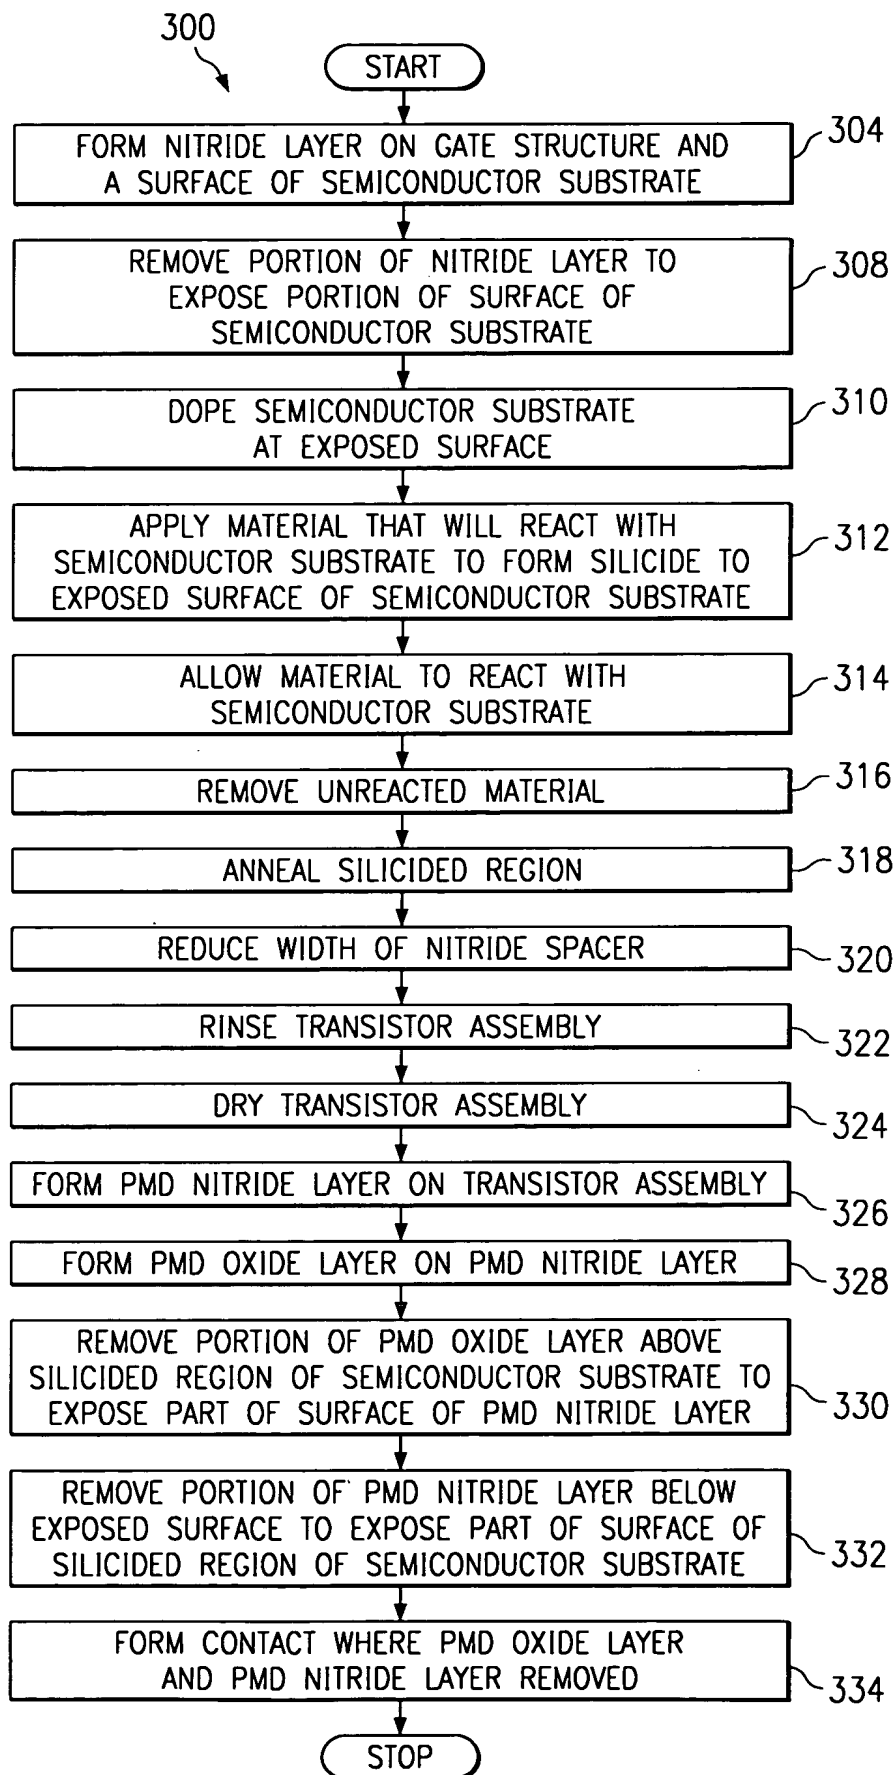 300
START
FORM NITRIDE LAYER ON GATE STRUCTURE AND
A SURFACE OF SEMICONDUCTOR SUBSTRATE
304
REMOVE PORTION OF NITRIDE LAYER TO
EXPOSE PORTION OF SURFACE OF
SEMICONDUCTOR SUBSTRATE
308
DOPE SEMICONDUCTOR SUBSTRATE
AT EXPOSED SURFACE
310
APPLY MATERIAL THAT WILL REACT WITH
SEMICONDUCTOR SUBSTRATE TO FORM SILICIDE TO
EXPOSED SURFACE OF SEMICONDUCTOR SUBSTRATE
312
ALLOW MATERIAL TO REACT WITH
SEMICONDUCTOR SUBSTRATE
314
REMOVE UNREACTED MATERIAL
316
ANNEAL SILICIDED REGION
318
REDUCE WIDTH OF NITRIDE SPACER
320
RINSE TRANSISTOR ASSEMBLY
322
DRY TRANSISTOR ASSEMBLY
324
FORM PMD NITRIDE LAYER ON TRANSISTOR ASSEMBLY
326
FORM PMD OXIDE LAYER ON PMD NITRIDE LAYER
328
REMOVE PORTION OF PMD OXIDE LAYER ABOVE
SILICIDED REGION OF SEMICONDUCTOR SUBSTRATE TO
EXPOSE PART OF SURFACE OF PMD NITRIDE LAYER
330
REMOVE PORTION OF PMD NITRIDE LAYER BELOW
EXPOSED SURFACE TO EXPOSE PART OF SURFACE OF
SILICIDED REGION OF SEMICONDUCTOR SUBSTRATE
332
FORM CONTACT WHERE PMD OXIDE LAYER
AND PMD NITRIDE LAYER REMOVED
334
STOP